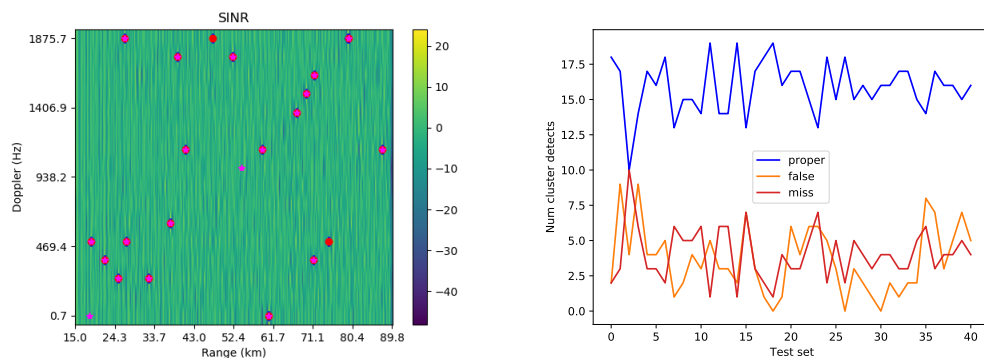 SINR
Doppler (Hz)
1875.7
1406.9
938.2
469.4
0.7
15.0 24.3 33.7 43.0 52.4 61.7 71.1 80.4 89.8
Range (km)
20
10
0
−10
−20
−30
−40
Num cluster detects
17.5
15.0
12.5
10.0
7.5
5.0
2.5
0.0
proper
false
miss
0 5 10 15 20 25 30 35 40
Test set